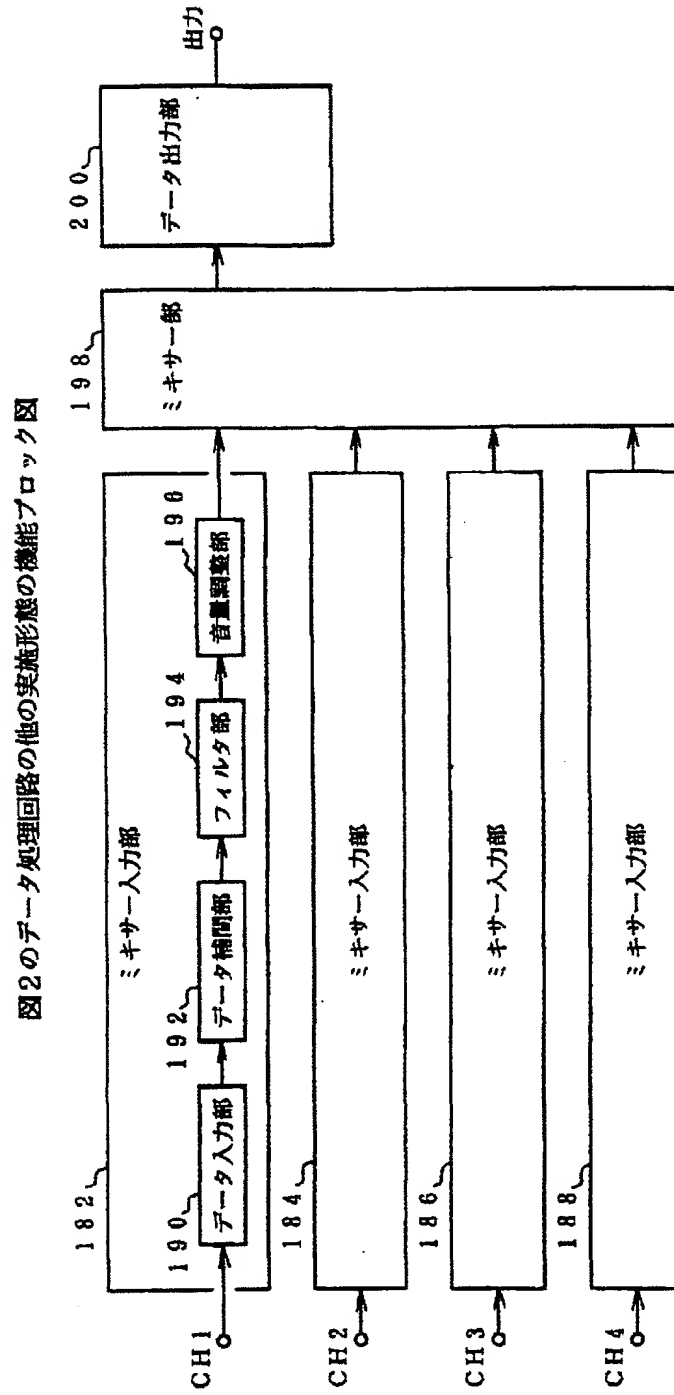 図2のデータ処理回路の他の実施形態の機能ブロック図
182
ミキサー入力部
CH1
190
データ入力部
192
データ補間部
194
フィルタ部
196
音量調整部
198
ミキサー部
200
データ出力部
出力
CH2
184
ミキサー入力部
CH3
186
ミキサー入力部
CH4
188
ミキサー入力部